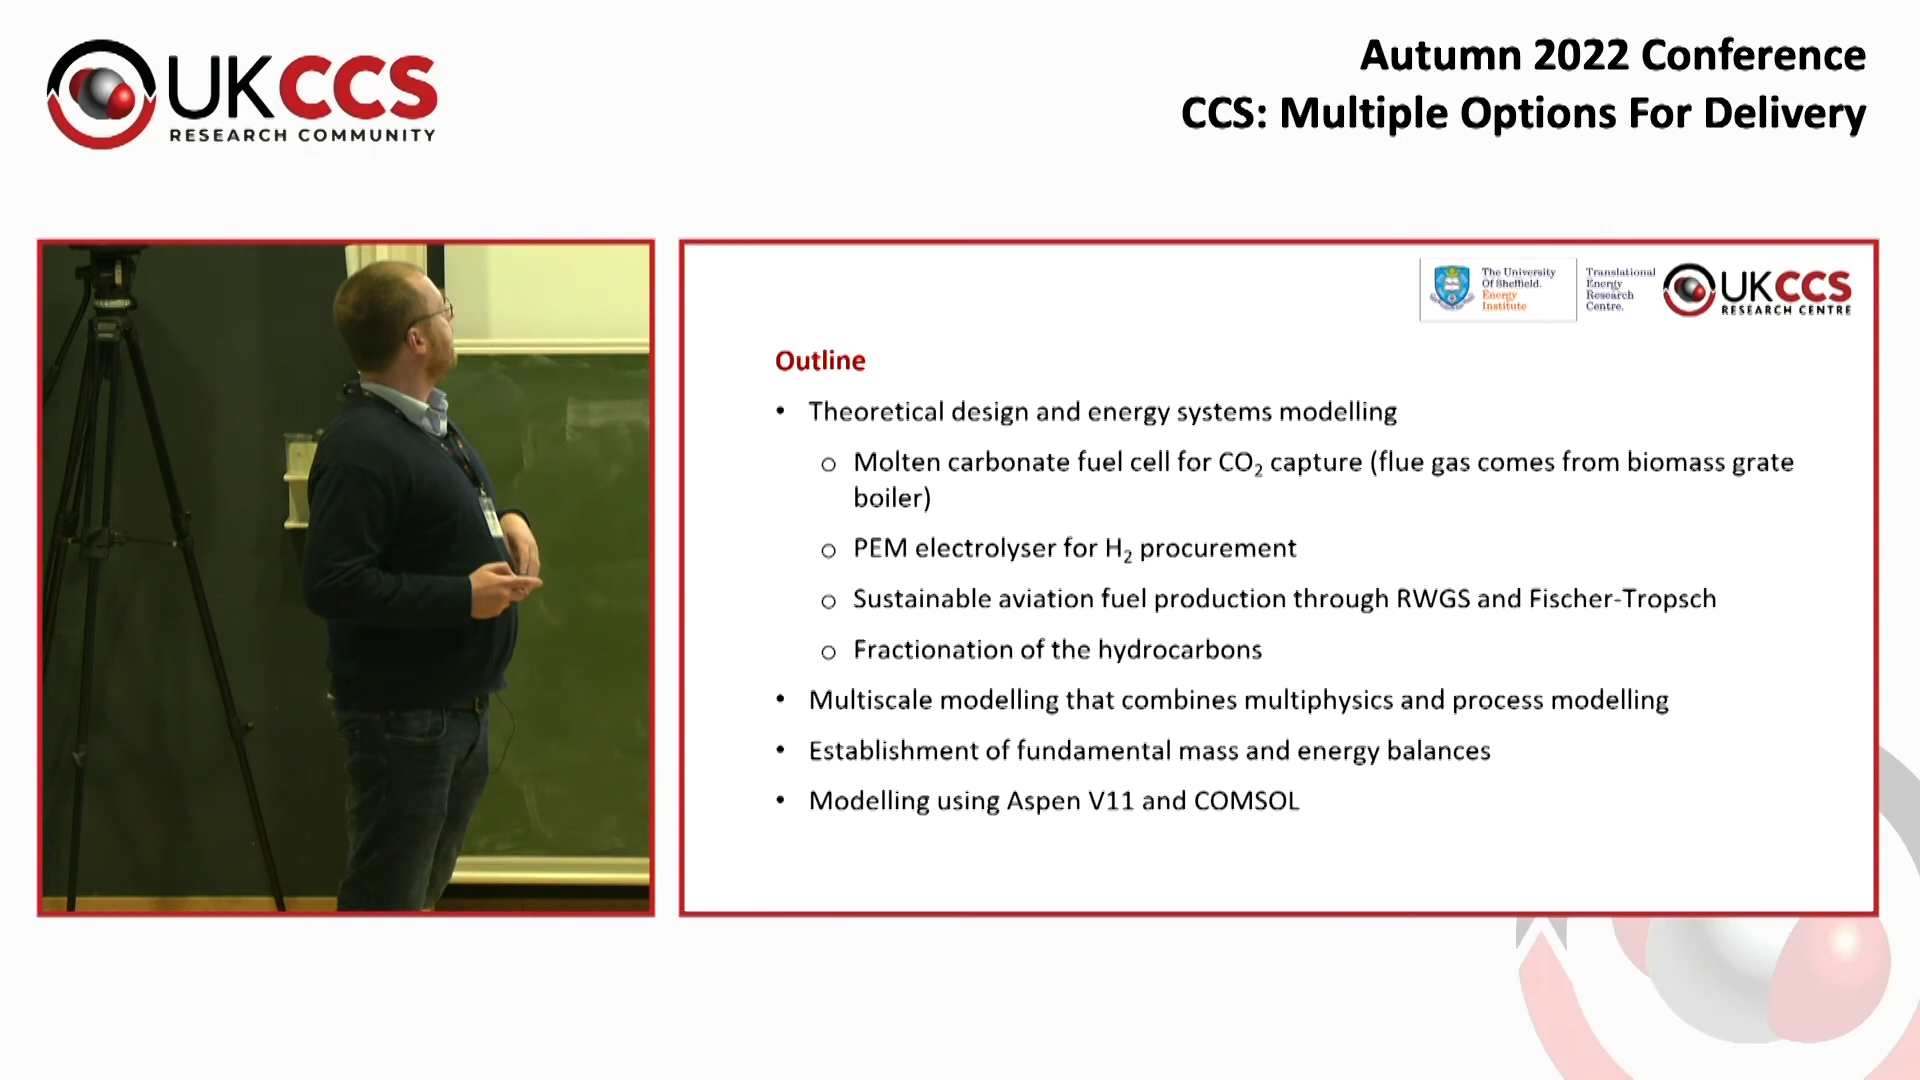 UKCCS
RESEARCH COMMUNITY
Autumn 2022 Conference
CCS: Multiple Options For Delivery
The University
Of Sheffield.
Energy
Institute
Translational
Energy
Research
Centre.
UKCCS
RESEARCH CENTRE
Outline
• Theoretical design and energy systems modelling
○ Molten carbonate fuel cell for CO₂ capture (flue gas comes from biomass grate
boiler)
○ PEM electrolyser for H₂ procurement
○ Sustainable aviation fuel production through RWGS and Fischer-Tropsch
○ Fractionation of the hydrocarbons
• Multiscale modelling that combines multiphysics and process modelling
• Establishment of fundamental mass and energy balances
• Modelling using Aspen V11 and COMSOL